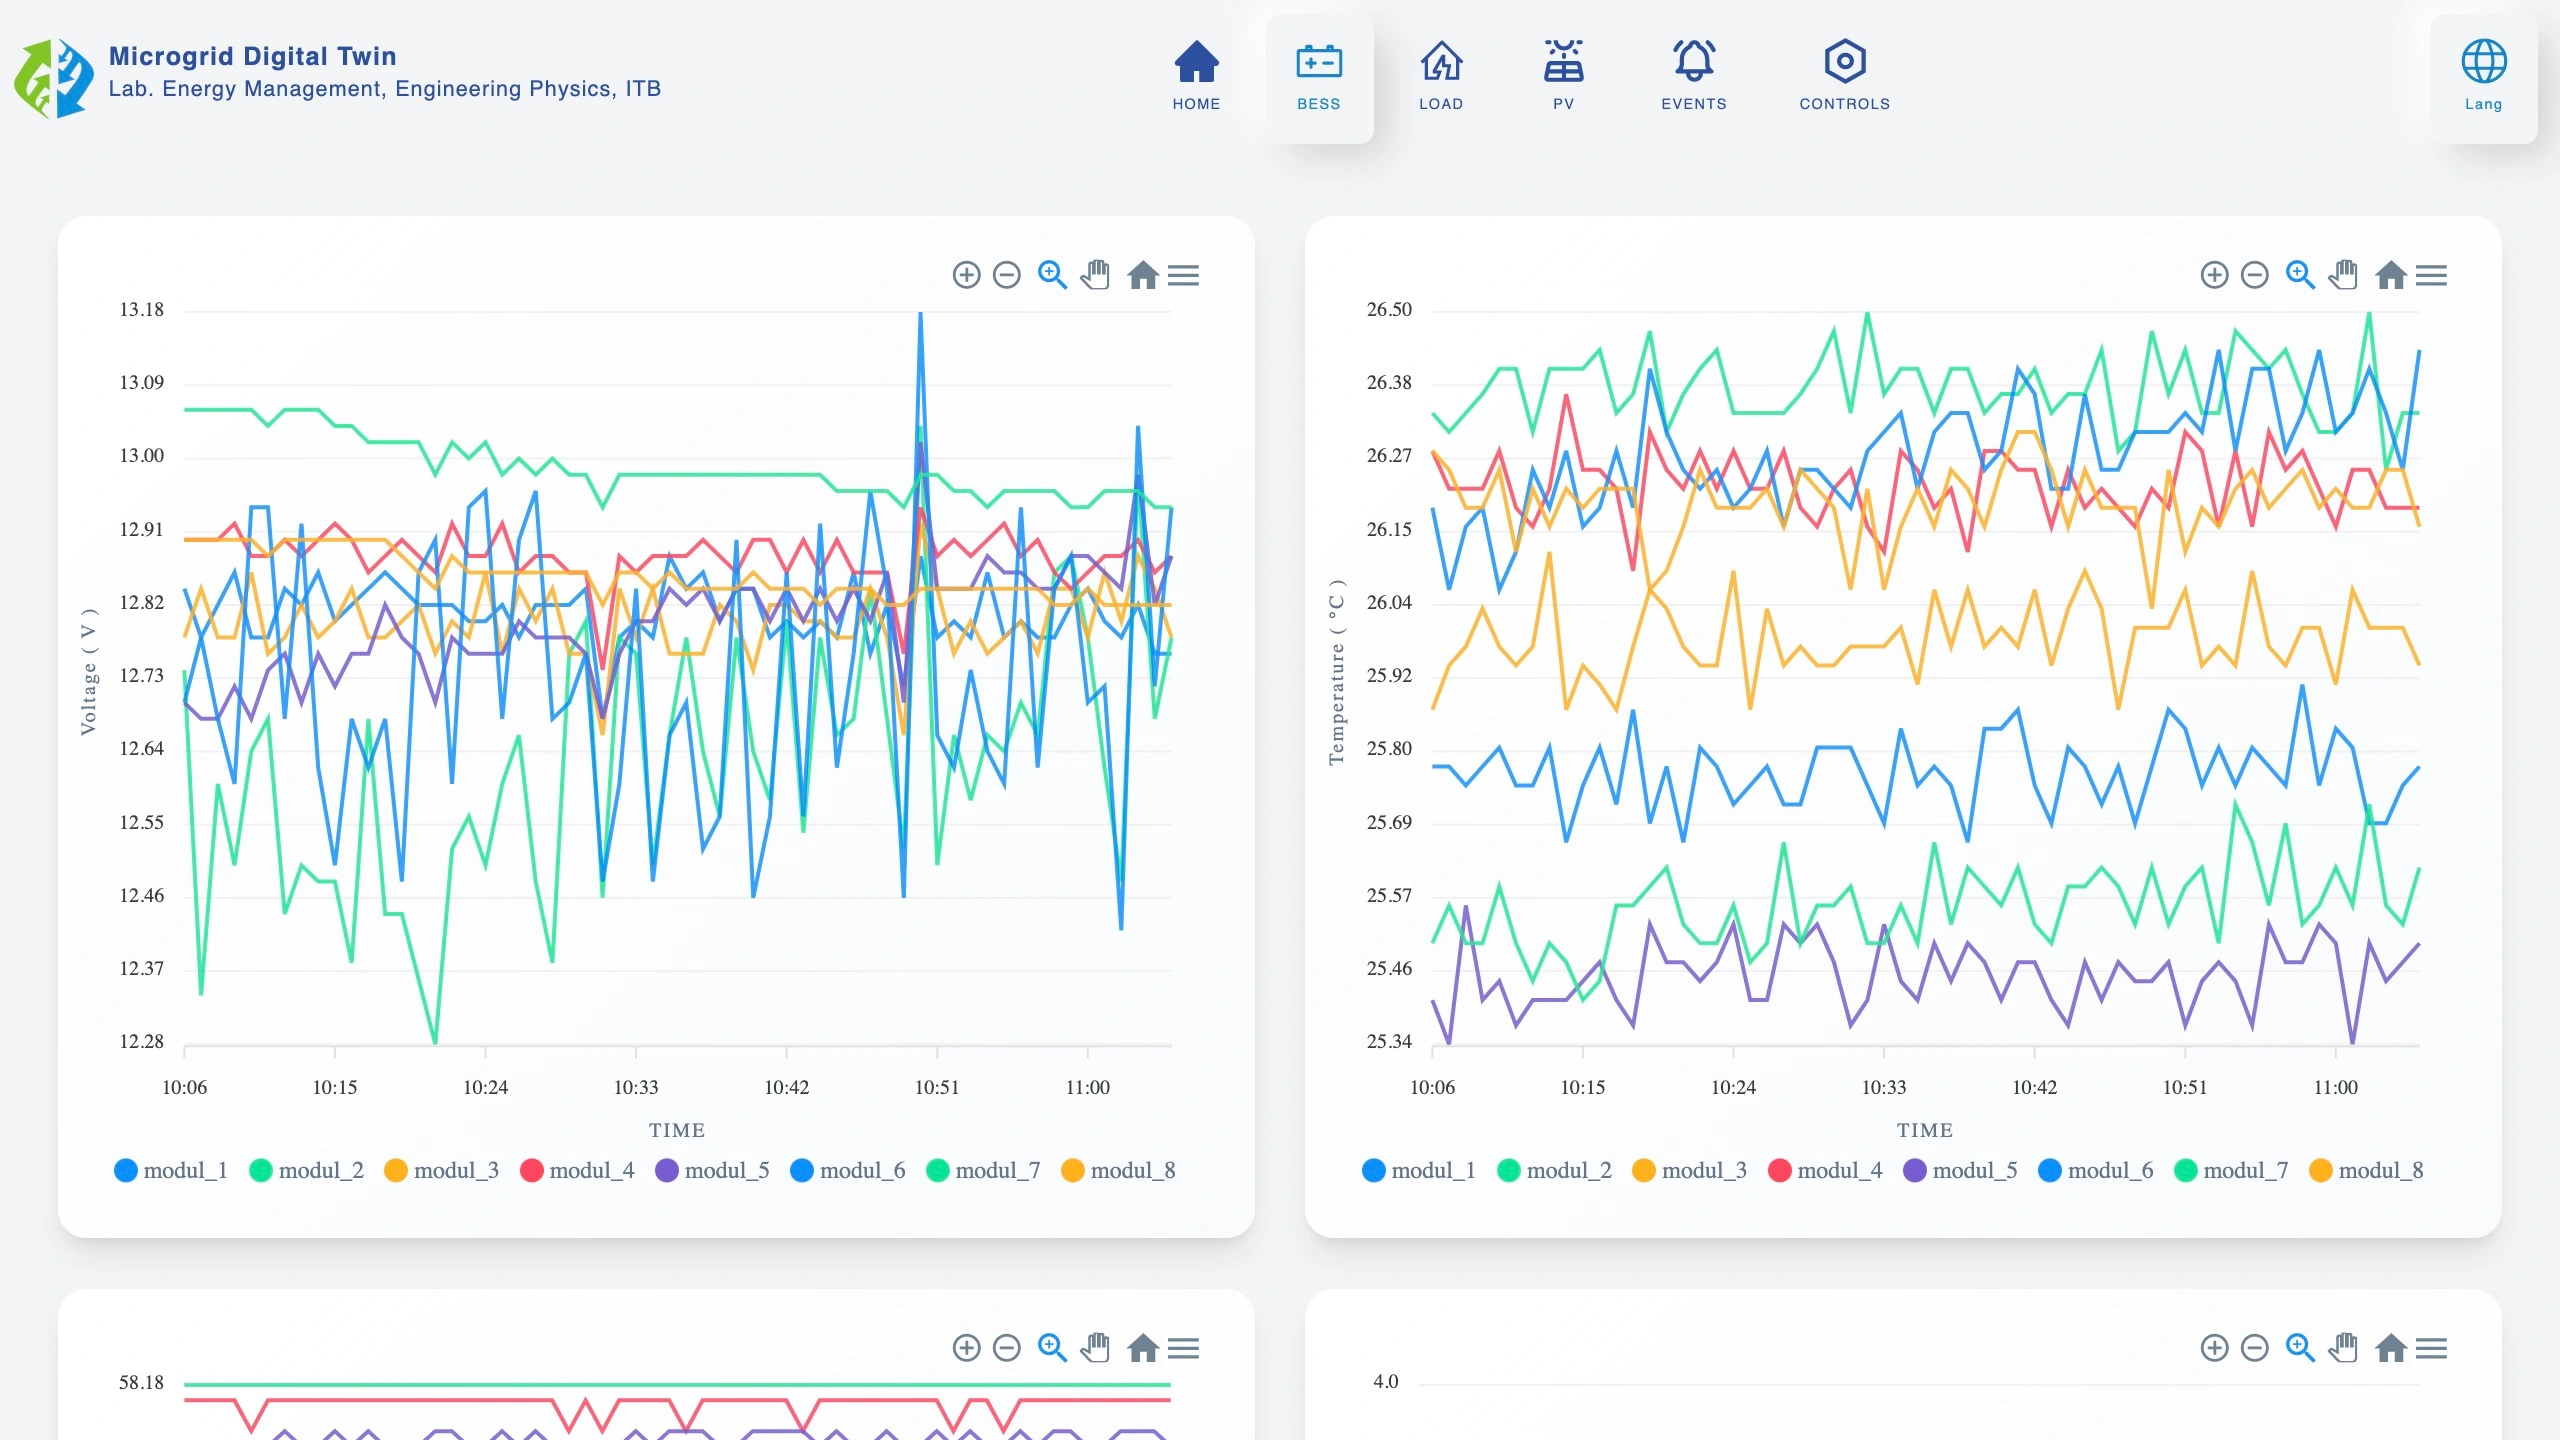 Microgrid Digital Twin
Lab. Energy Management, Engineering Physics, ITB
HOME
BESS
LOAD
PV
EVENTS
CONTROLS
Lang
13.18
13.09
13.00
12.91
12.82
12.73
12.64
12.55
12.46
12.37
12.28
Voltage ( V )
10:06 10:15 10:24 10:33 10:42 10:51 11:00
TIME
modul_1 modul_2 modul_3 modul_4 modul_5 modul_6 modul_7 modul_8
26.50
26.38
26.27
26.15
26.04
25.92
25.80
25.69
25.57
25.46
25.34
Temperature ( °C )
10:06 10:15 10:24 10:33 10:42 10:51 11:00
TIME
modul_1 modul_2 modul_3 modul_4 modul_5 modul_6 modul_7 modul_8
58.18
4.0